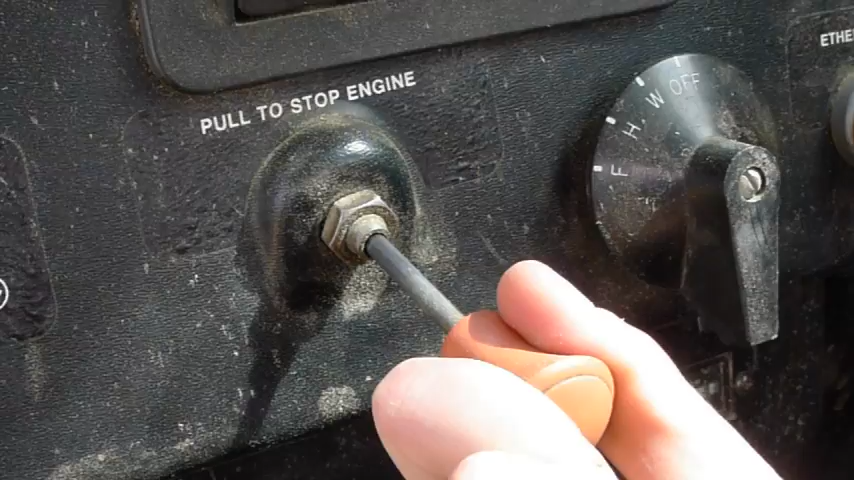 PULL TO STOP ENGINE
OFF
W
H
F
ETHE